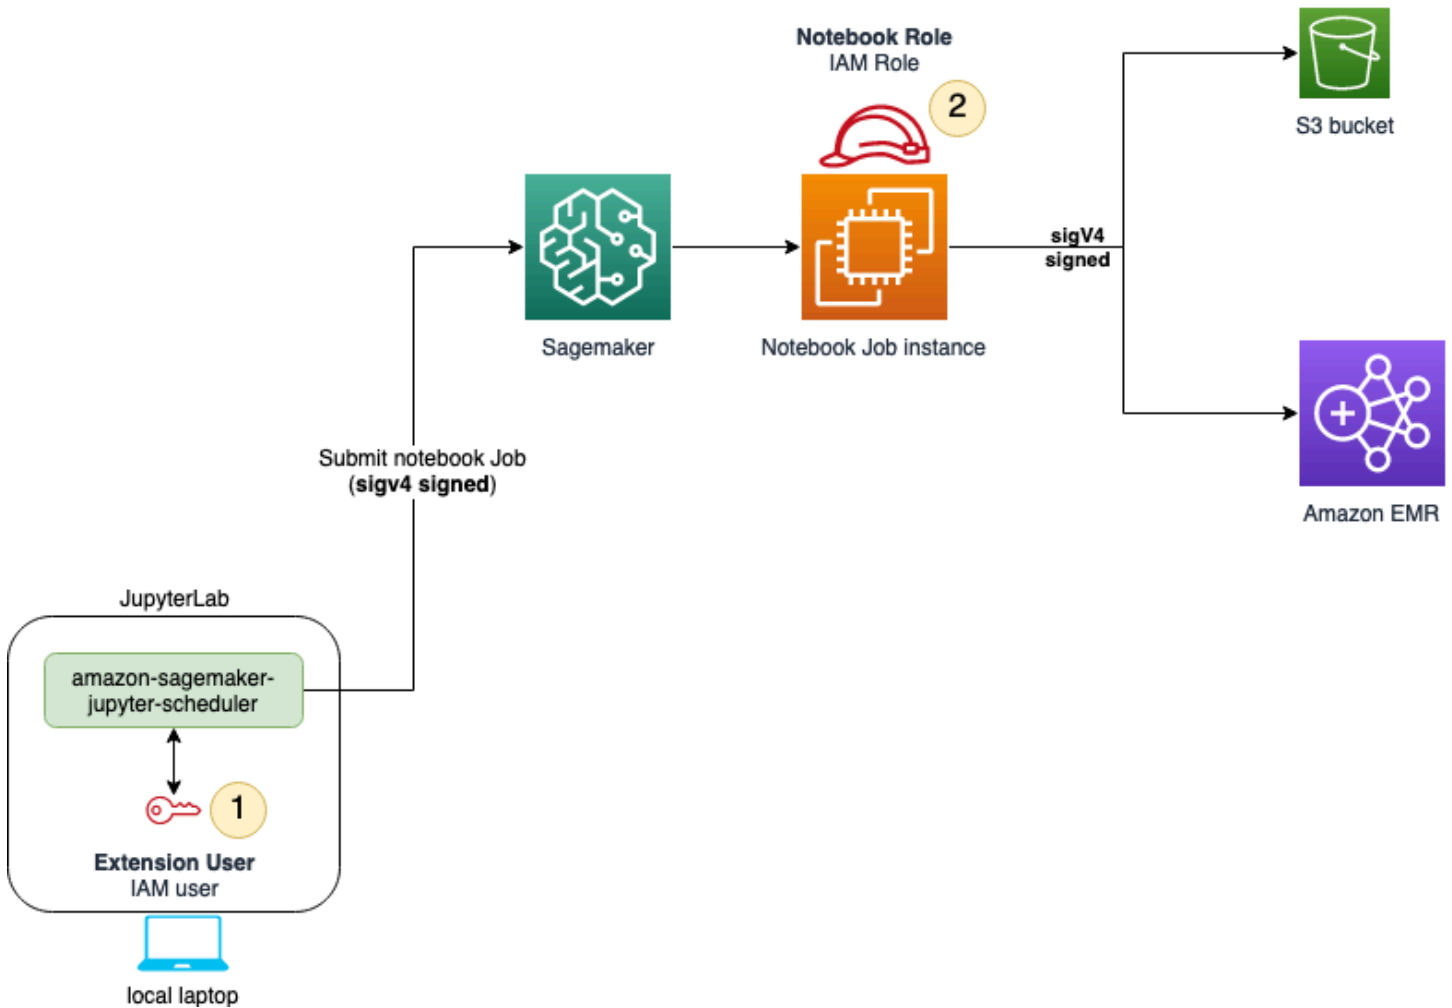 Notebook Role
IAM Role
2
S3 bucket
sigV4
signed
Sagemaker
Notebook Job instance
Submit notebook Job
(sigv4 signed)
Amazon EMR
JupyterLab
amazon-sagemaker-
jupyter-scheduler
1
Extension User
IAM user
local laptop